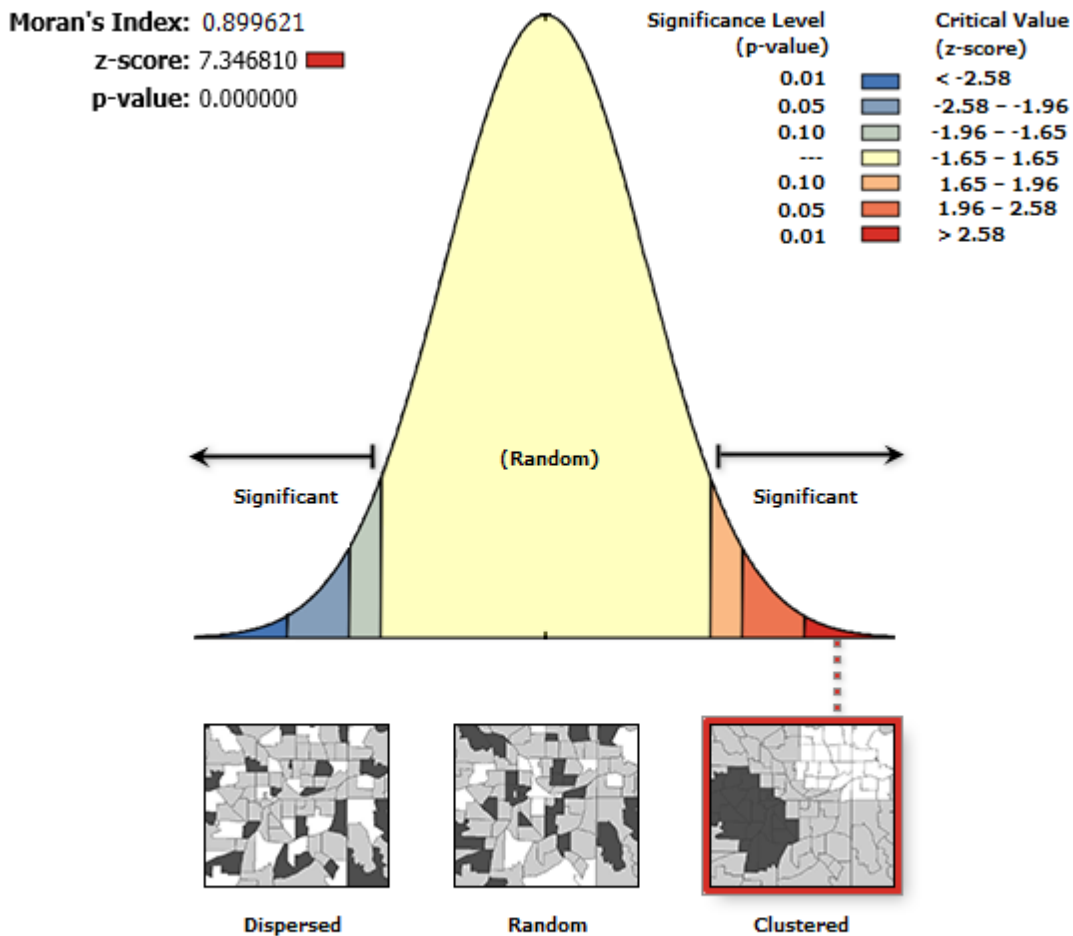 Moran's Index: 0.899621
z-score: 7.346810
p-value: 0.000000
Significance Level
(p-value)
Critical Value
(z-score)
0.01 < -2.58
0.05 -2.58 – -1.96
0.10 -1.96 – -1.65
--- -1.65 – 1.65
0.10 1.65 – 1.96
0.05 1.96 – 2.58
0.01 > 2.58
(Random)
Significant
Significant
Dispersed
Random
Clustered